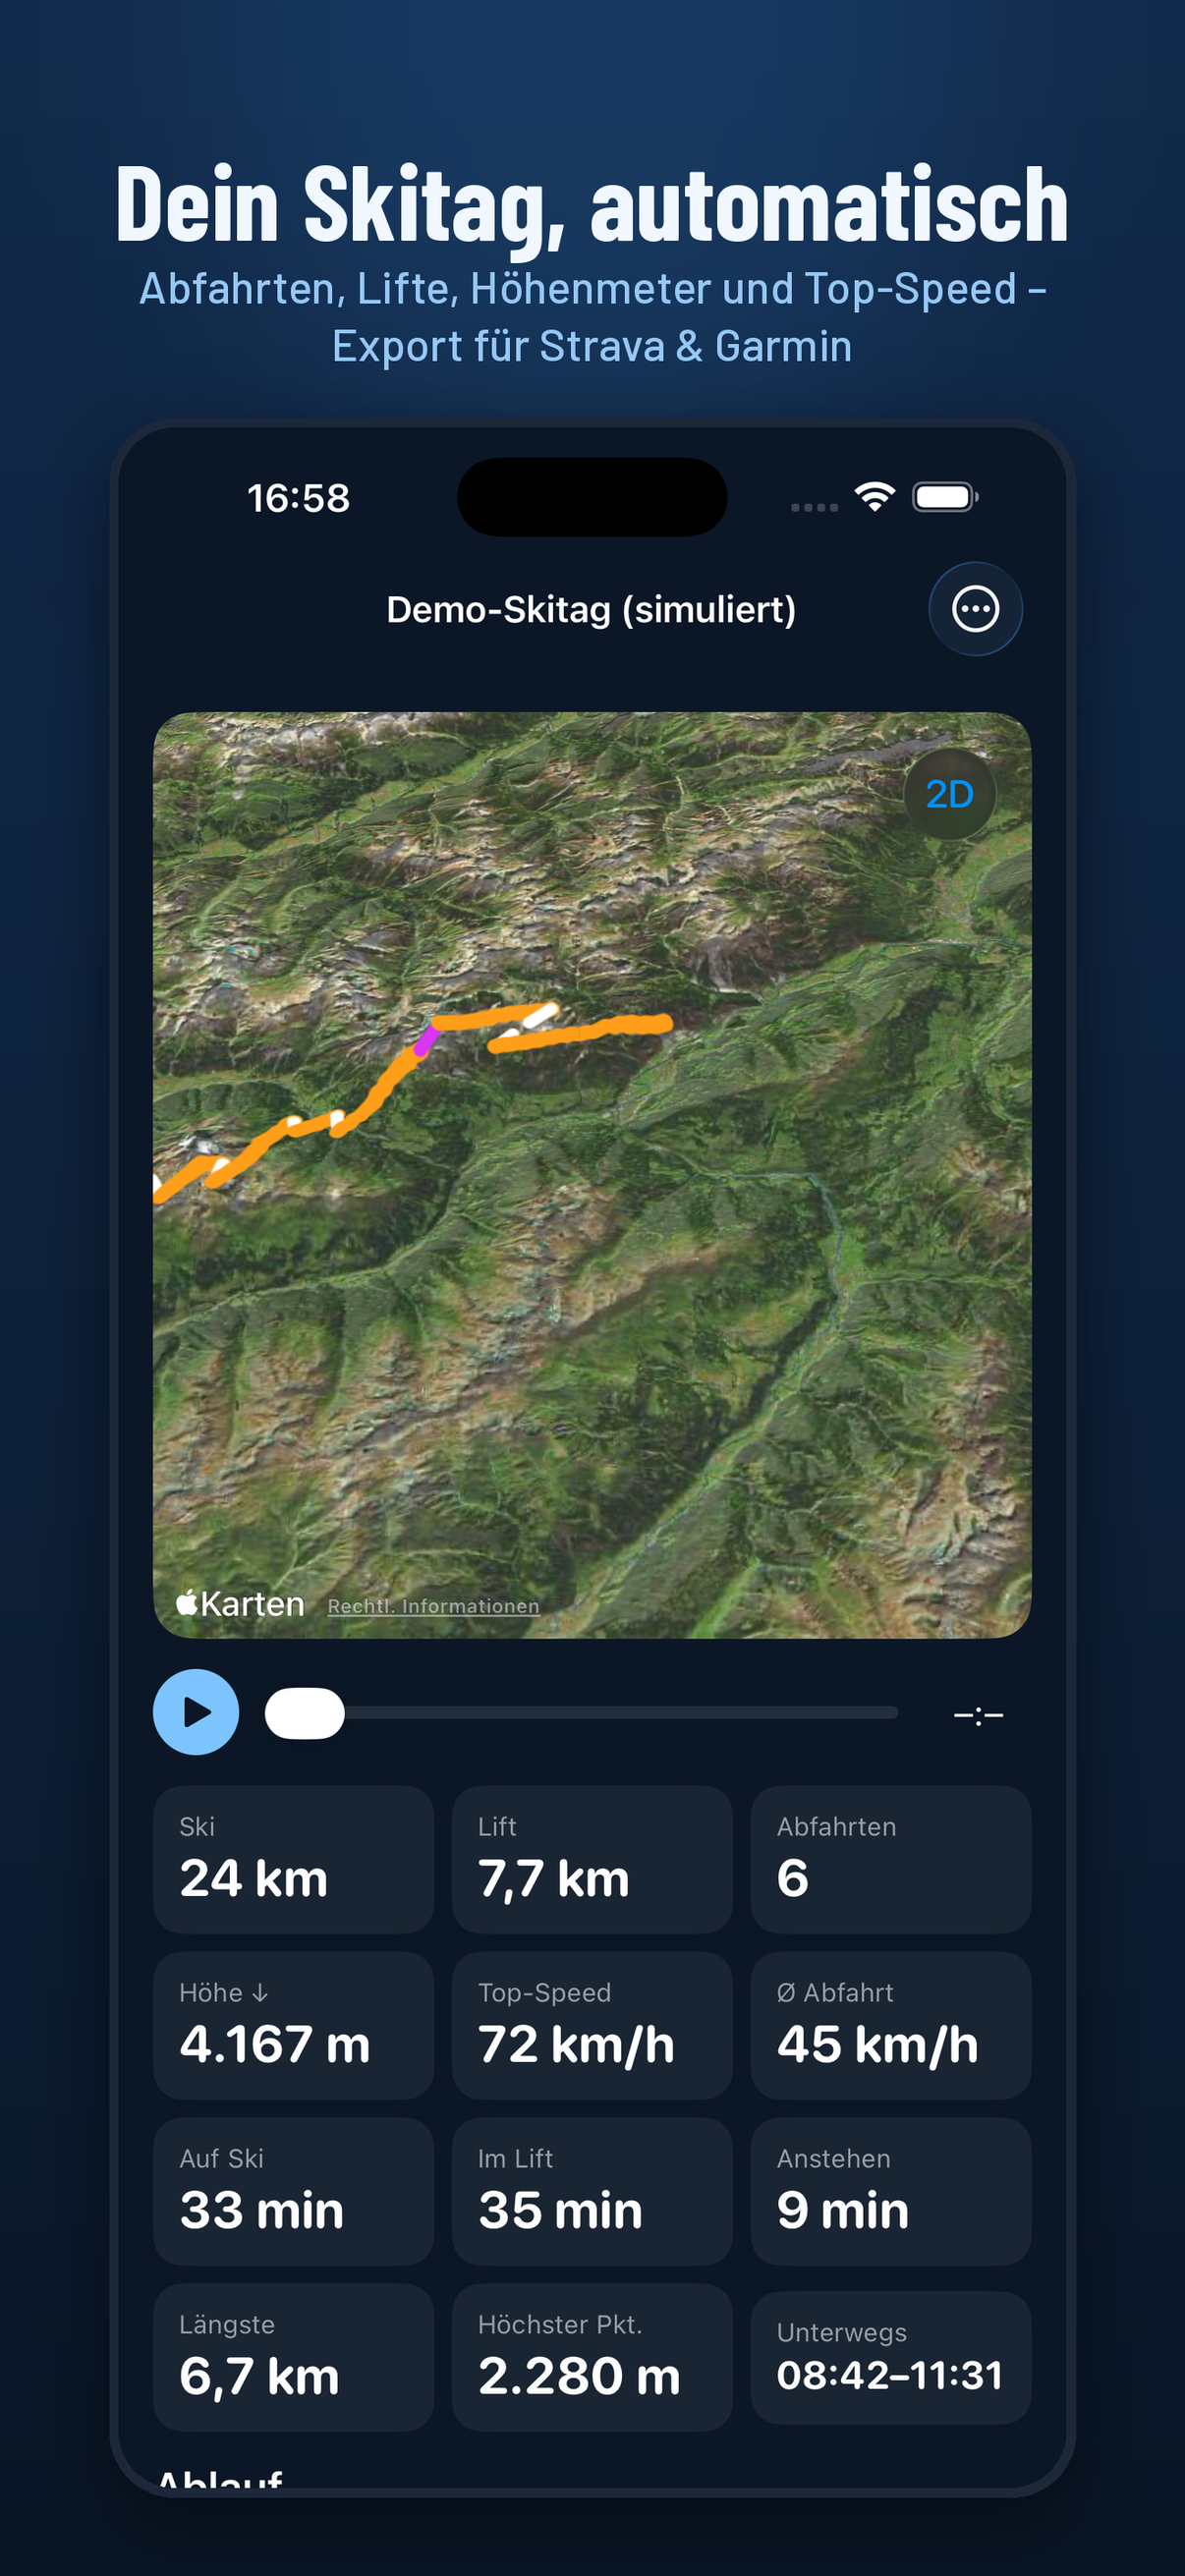 Dein Skitag, automatisch
Abfahrten, Lifte, Höhenmeter und Top-Speed –
Export für Strava & Garmin
16:58
Demo-Skitag (simuliert)
2D
Karten Rechtl. Informationen
–:–
Ski Lift Abfahrten
24 km 7,7 km 6
Höhe ↓ Top-Speed Ø Abfahrt
4.167 m 72 km/h 45 km/h
Auf Ski Im Lift Anstehen
33 min 35 min 9 min
Längste Höchster Pkt. Unterwegs
6,7 km 2.280 m 08:42–11:31
Ablauf